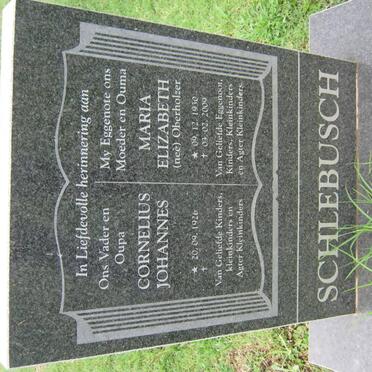 In Liefdevolle herinnering aan
Ons Vader en
Oupa
CORNELIUS
JOHANNES
★ 20. 09. 1926
✝
Van Geliefde Kinders,
kleinkinders en
Agter Kleinkinders
My Eggenote ons
Moeder en Ouma
MARIA
ELIZABETH
(neé) Oberholzer
★ 09. 12. 1930
✝ 03. 02. 2009
Van Geliefde Eggenoot,
Kinders, Kleinkinders
en Agter Kleinkinders
SCHLEBUSCH